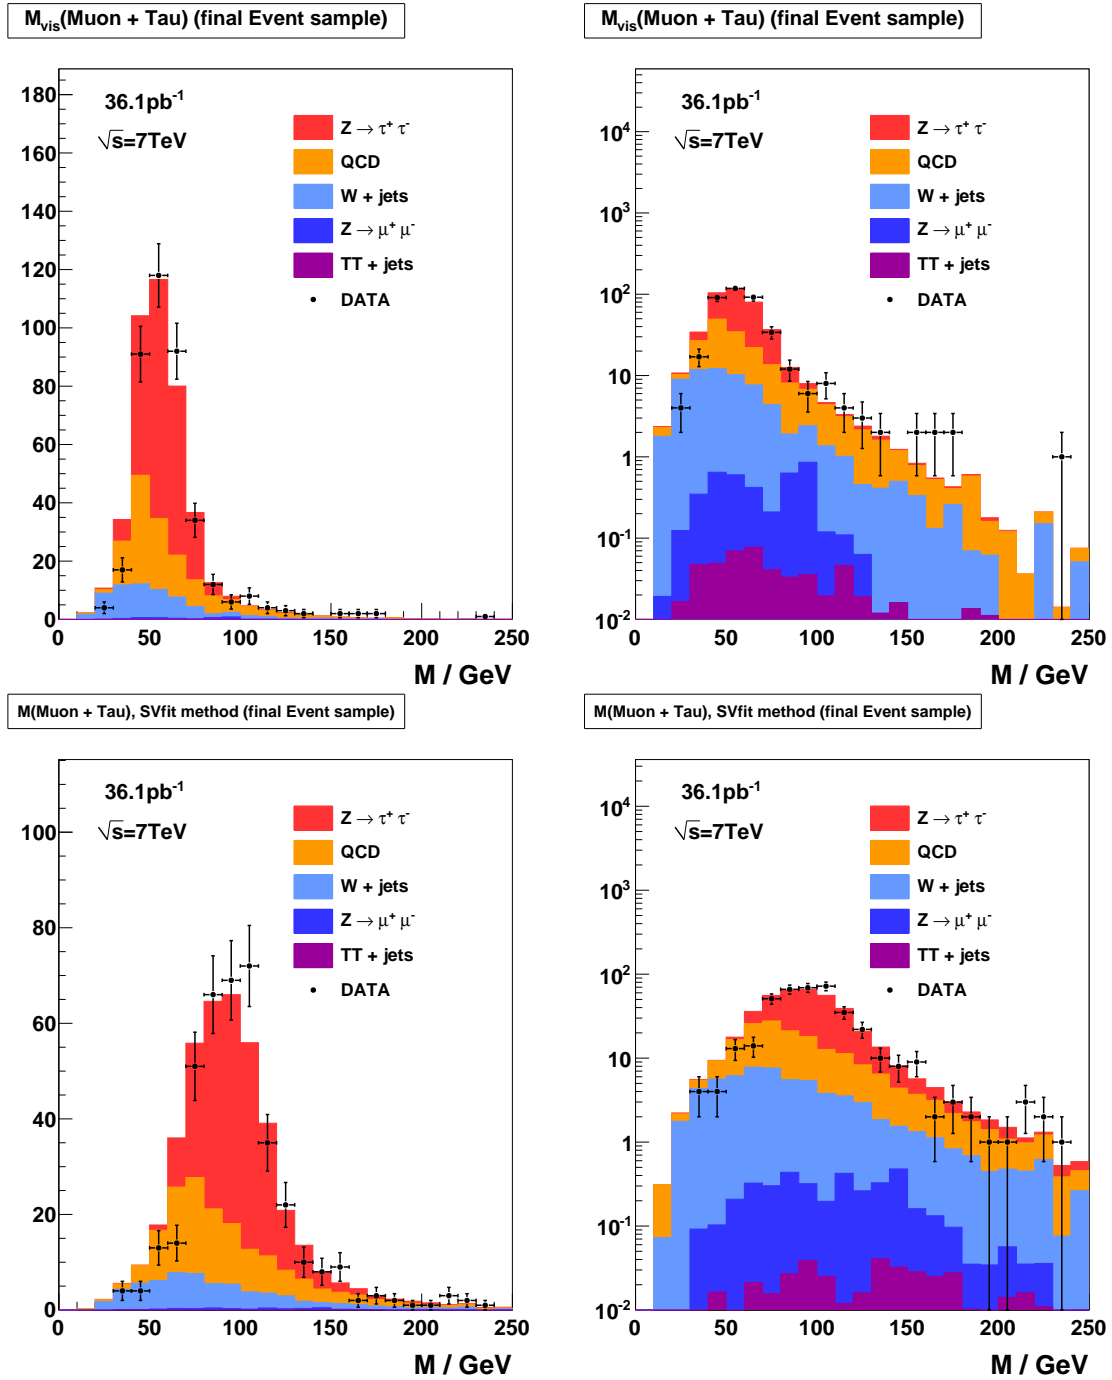 M_vis(Muon + Tau) (final Event sample)
180
160
140
120
100
80
60
40
20
0
36.1pb⁻¹
√s=7TeV
Z → τ⁺ τ⁻
QCD
W + jets
Z → μ⁺ μ⁻
TT + jets
DATA
0 50 100 150 200 250
M / GeV
M_vis(Muon + Tau) (final Event sample)
10⁴
10³
10²
10
1
10⁻¹
10⁻²
36.1pb⁻¹
√s=7TeV
Z → τ⁺ τ⁻
QCD
W + jets
Z → μ⁺ μ⁻
TT + jets
DATA
0 50 100 150 200 250
M / GeV
M(Muon + Tau), SVfit method (final Event sample)
100
80
60
40
20
0
36.1pb⁻¹
√s=7TeV
Z → τ⁺ τ⁻
QCD
W + jets
Z → μ⁺ μ⁻
TT + jets
DATA
0 50 100 150 200 250
M / GeV
M(Muon + Tau), SVfit method (final Event sample)
10⁴
10³
10²
10
1
10⁻¹
10⁻²
36.1pb⁻¹
√s=7TeV
Z → τ⁺ τ⁻
QCD
W + jets
Z → μ⁺ μ⁻
TT + jets
DATA
0 50 100 150 200 250
M / GeV